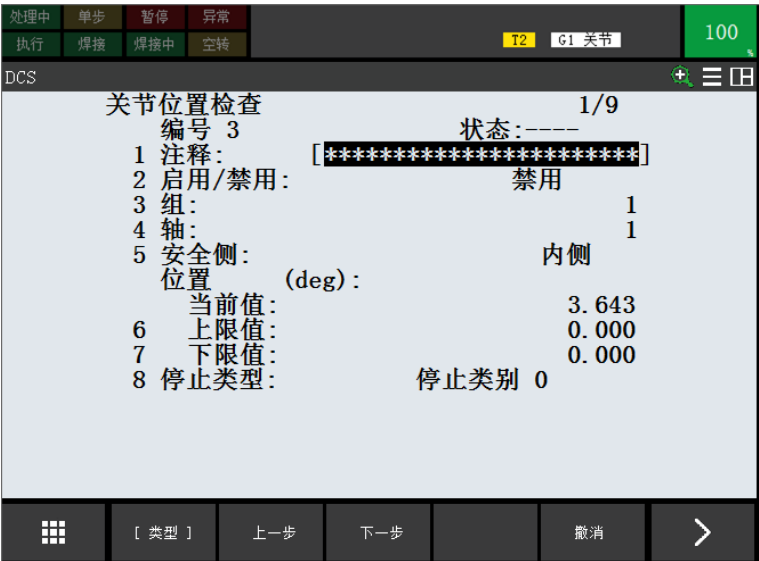 处理中 单步 暂停 异常
执行 焊接 焊接中 空转 T2 G1 关节 100 %
DCS
关节位置检查 1/9
编号 3 状态:----
1 注释: [************************]
2 启用/禁用: 禁用
3 组: 1
4 轴: 1
5 安全侧: 内侧
位置 (deg):
当前值: 3.643
6 上限值: 0.000
7 下限值: 0.000
8 停止类型: 停止类别 0
[ 类型 ] 上一步 下一步 撤消